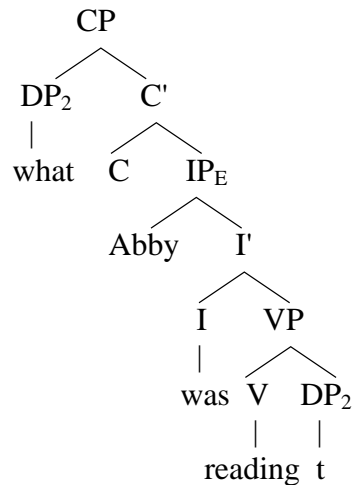 CP
DP2 C'
what C IPE
Abby I'
I VP
was V DP2
reading t